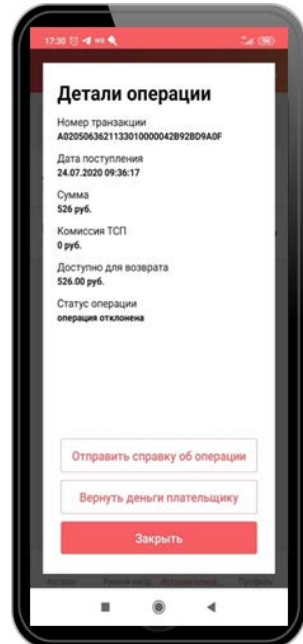 17:30
Детали операции
Номер транзакции
A0205063621133010000042B92BD9A0F
Дата поступления
24.07.2020 09:36:17
Сумма
526 руб.
Комиссия ТСП
0 руб.
Доступно для возврата
526.00 руб.
Статус операции
операция отклонена
Отправить справку об операции
Вернуть деньги плательщику
Закрыть